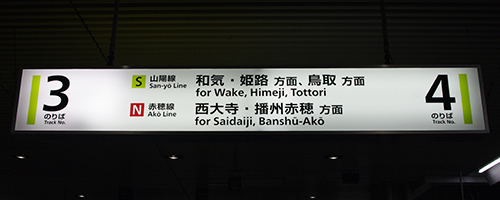 3
のりば
Track No.
S 山陽線 和気・姫路 方面、鳥取 方面
San-yō Line for Wake, Himeji, Tottori
N 赤穂線 西大寺・播州赤穂 方面
Akō Line for Saidaiji, Banshū-Akō
4
のりば
Track No.